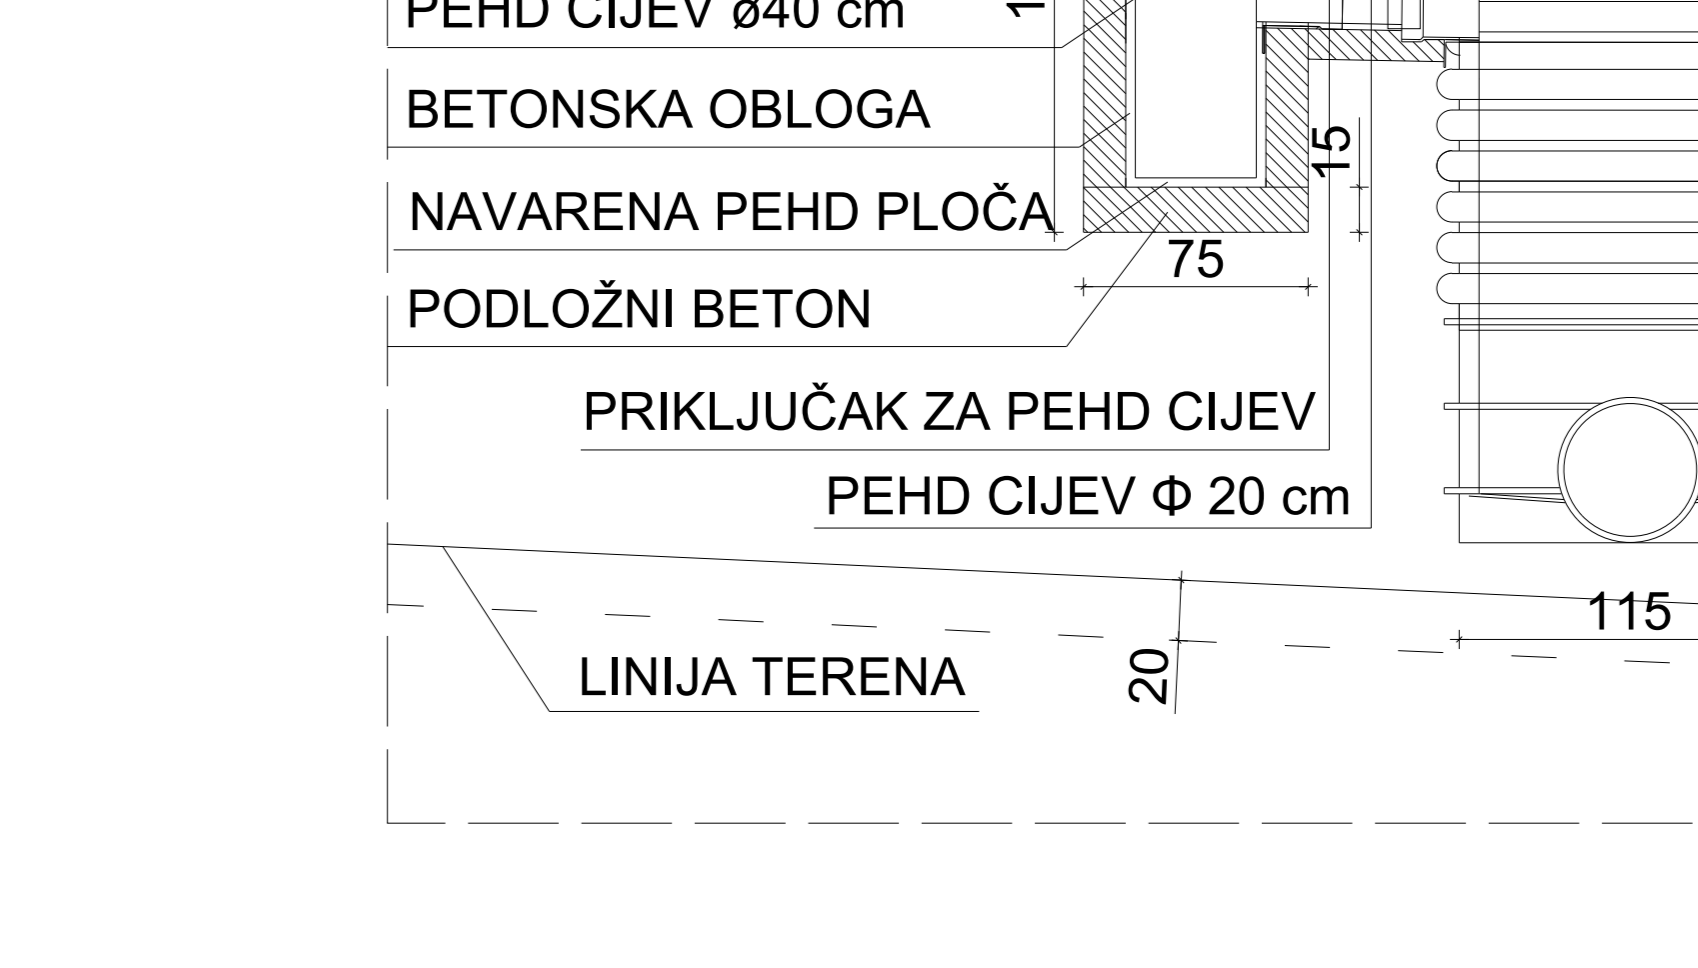 PEHD CIJEV ø40 cm
BETONSKA OBLOGA
15
NAVARENA PEHD PLOČA
75
PODLOŽNI BETON
PRIKLJUČAK ZA PEHD CIJEV
PEHD CIJEV Φ 20 cm
115
LINIJA TERENA
20